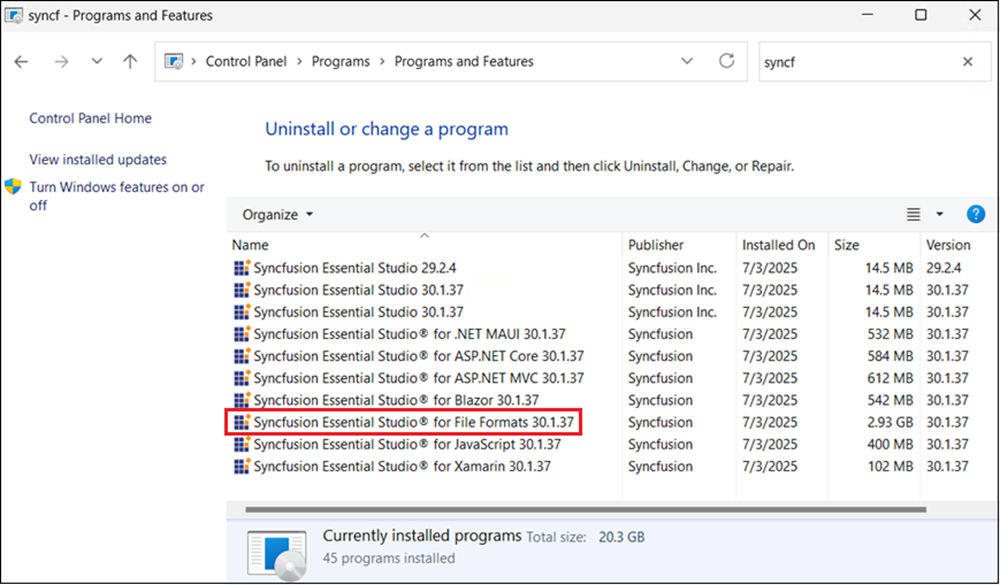 syncf - Programs and Features
Control Panel > Programs > Programs and Features
syncf
Control Panel Home
View installed updates
Turn Windows features on or
off
Uninstall or change a program
To uninstall a program, select it from the list and then click Uninstall, Change, or Repair.
Organize
Name Publisher Installed On Size Version
Syncfusion Essential Studio 29.2.4 Syncfusion Inc. 7/3/2025 14.5 MB 29.2.4
Syncfusion Essential Studio 30.1.37 Syncfusion Inc. 7/3/2025 14.5 MB 30.1.37
Syncfusion Essential Studio 30.1.37 Syncfusion Inc. 7/3/2025 14.5 MB 30.1.37
Syncfusion Essential Studio® for .NET MAUI 30.1.37 Syncfusion 7/3/2025 532 MB 30.1.37
Syncfusion Essential Studio® for ASP.NET Core 30.1.37 Syncfusion 7/3/2025 584 MB 30.1.37
Syncfusion Essential Studio® for ASP.NET MVC 30.1.37 Syncfusion 7/3/2025 612 MB 30.1.37
Syncfusion Essential Studio® for Blazor 30.1.37 Syncfusion 7/3/2025 542 MB 30.1.37
Syncfusion Essential Studio® for File Formats 30.1.37 Syncfusion 7/3/2025 2.93 GB 30.1.37
Syncfusion Essential Studio® for JavaScript 30.1.37 Syncfusion 7/3/2025 400 MB 30.1.37
Syncfusion Essential Studio® for Xamarin 30.1.37 Syncfusion 7/3/2025 102 MB 30.1.37
Currently installed programs Total size: 20.3 GB
45 programs installed